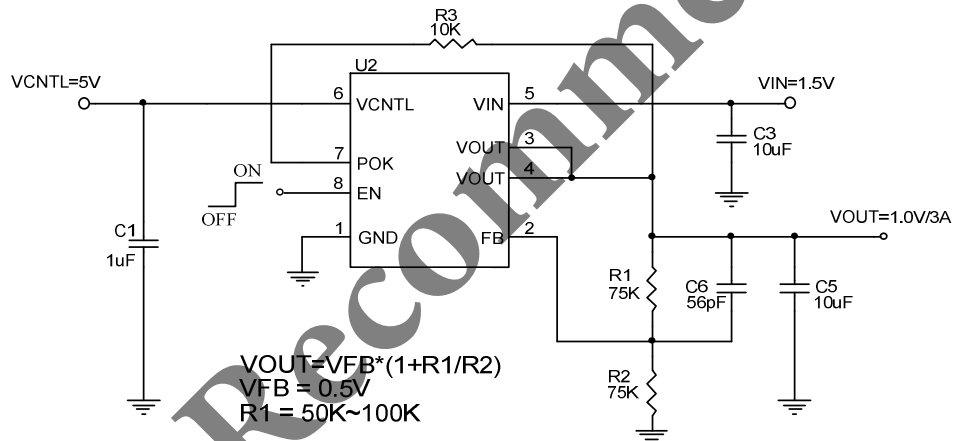 R3
10K
U2
VCNTL=5V
6
VCNTL
VIN
5
VIN=1.5V
C3
10uF
VOUT
3
7
POK
VOUT
4
ON
OFF
8
EN
VOUT=1.0V/3A
C1
1uF
1
GND
FB
2
R1
75K
C6
56pF
C5
10uF
VOUT=VFB*(1+R1/R2)
VFB = 0.5V
R1 = 50K~100K
R2
75K
Recomme